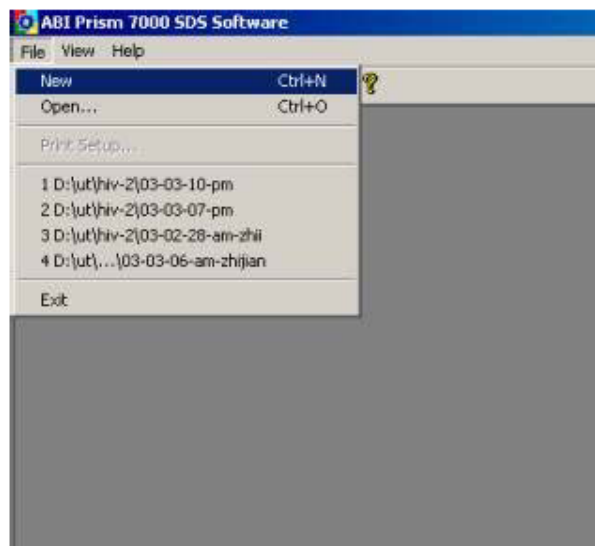 ABI Prism 7000 SDS Software
File View Help
New Ctrl+N
Open... Ctrl+O
Print Setup...
1 D:\ut\hiv-2\03-03-10-pm
2 D:\ut\hiv-2\03-03-07-pm
3 D:\ut\hiv-2\03-02-28-am-zhii
4 D:\ut\...\03-03-06-am-zhijian
Exit